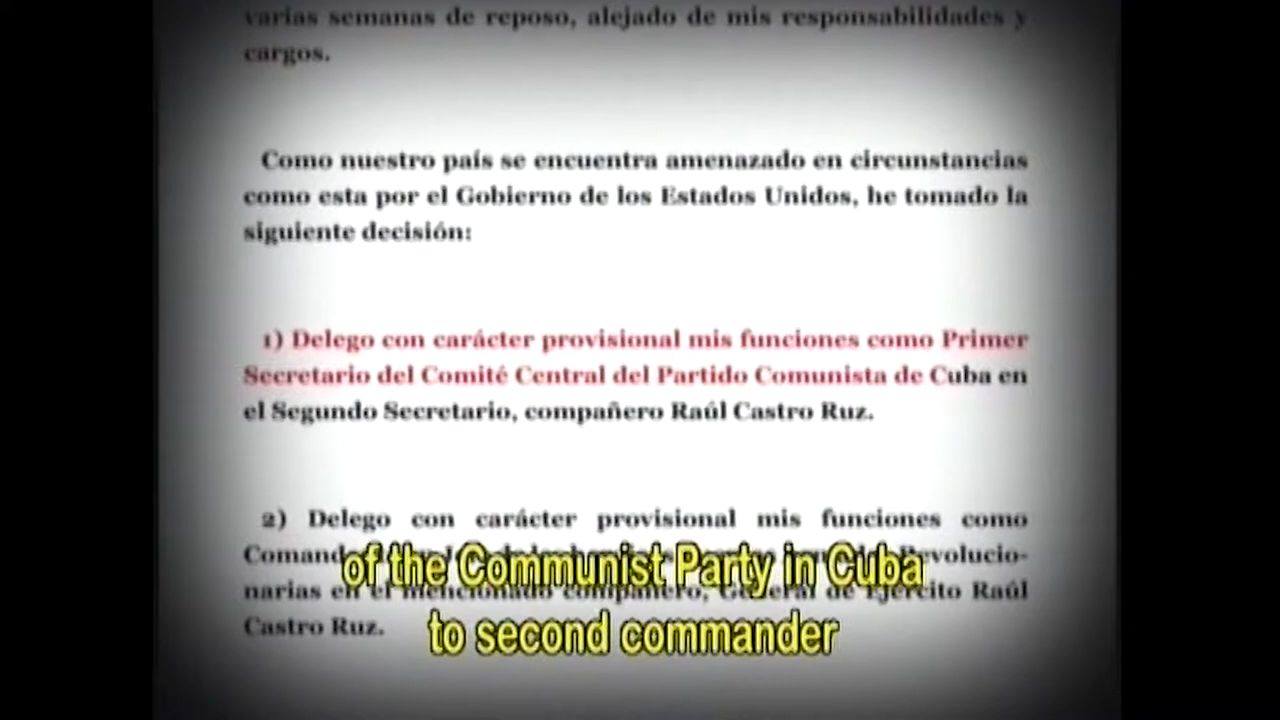 varias semanas de reposo, alejado de mis responsabilidades y
cargos.
Como nuestro país se encuentra amenazado en circunstancias
como esta por el Gobierno de los Estados Unidos, he tomado la
siguiente decisión:
1) Delego con carácter provisional mis funciones como Primer
Secretario del Comité Central del Partido Comunista de Cuba en
el Segundo Secretario, compañero Raúl Castro Ruz.
2) Delego con carácter provisional mis funciones como
Revolucio-
narias en el mencionado compañero, General de Ejército Raúl
Castro Ruz.
of the Communist Party in Cuba
to second commander